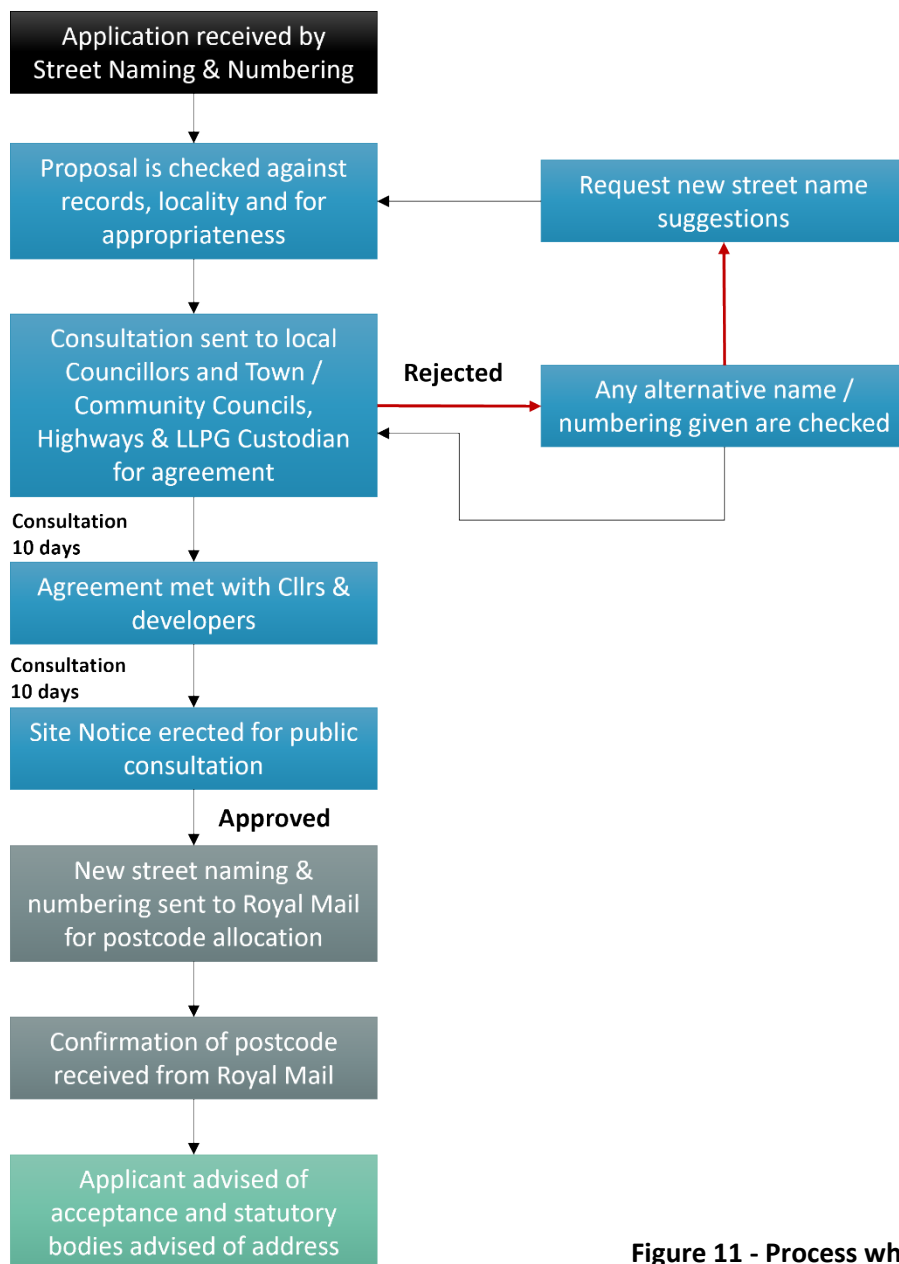 Application received by
Street Naming & Numbering
Proposal is checked against
records, locality and for
appropriateness
Request new street name
suggestions
Consultation sent to local
Councillors and Town /
Community Councils,
Highways & LLPG Custodian
for agreement
Rejected
Any alternative name /
numbering given are checked
Consultation
10 days
Agreement met with Cllrs &
developers
Consultation
10 days
Site Notice erected for public
consultation
Approved
New street naming &
numbering sent to Royal Mail
for postcode allocation
Confirmation of postcode
received from Royal Mail
Applicant advised of
acceptance and statutory
bodies advised of address
Figure 11 - Process wh